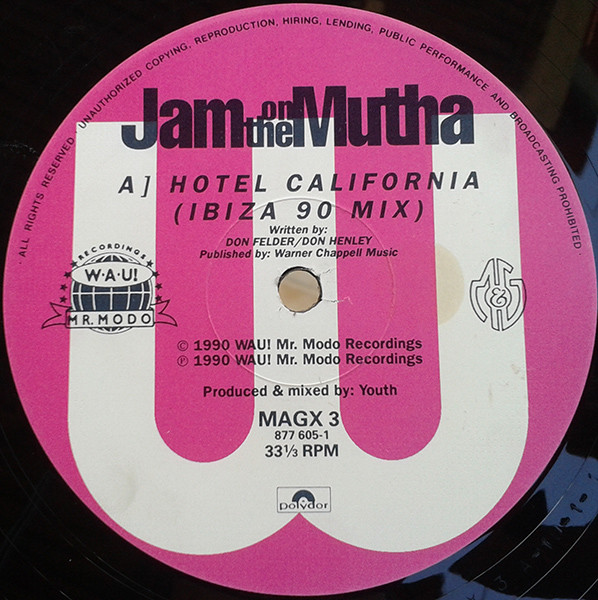 · ALL RIGHTS RESERVED · UNAUTHORIZED COPYING, REPRODUCTION, HIRING, LENDING, PUBLIC PERFORMANCE AND BROADCASTING PROHIBITED ·
Jam on the Mutha
A] HOTEL CALIFORNIA
(IBIZA 90 MIX)
Written by:
DON FELDER/DON HENLEY
Published by: Warner Chappell Music
RECORDINGS
W·A·U!
MR.MODO
M&G
© 1990 WAU! Mr. Modo Recordings
℗ 1990 WAU! Mr. Modo Recordings
Produced & mixed by: Youth
MAGX 3
877 605-1
33⅓ RPM
polydor